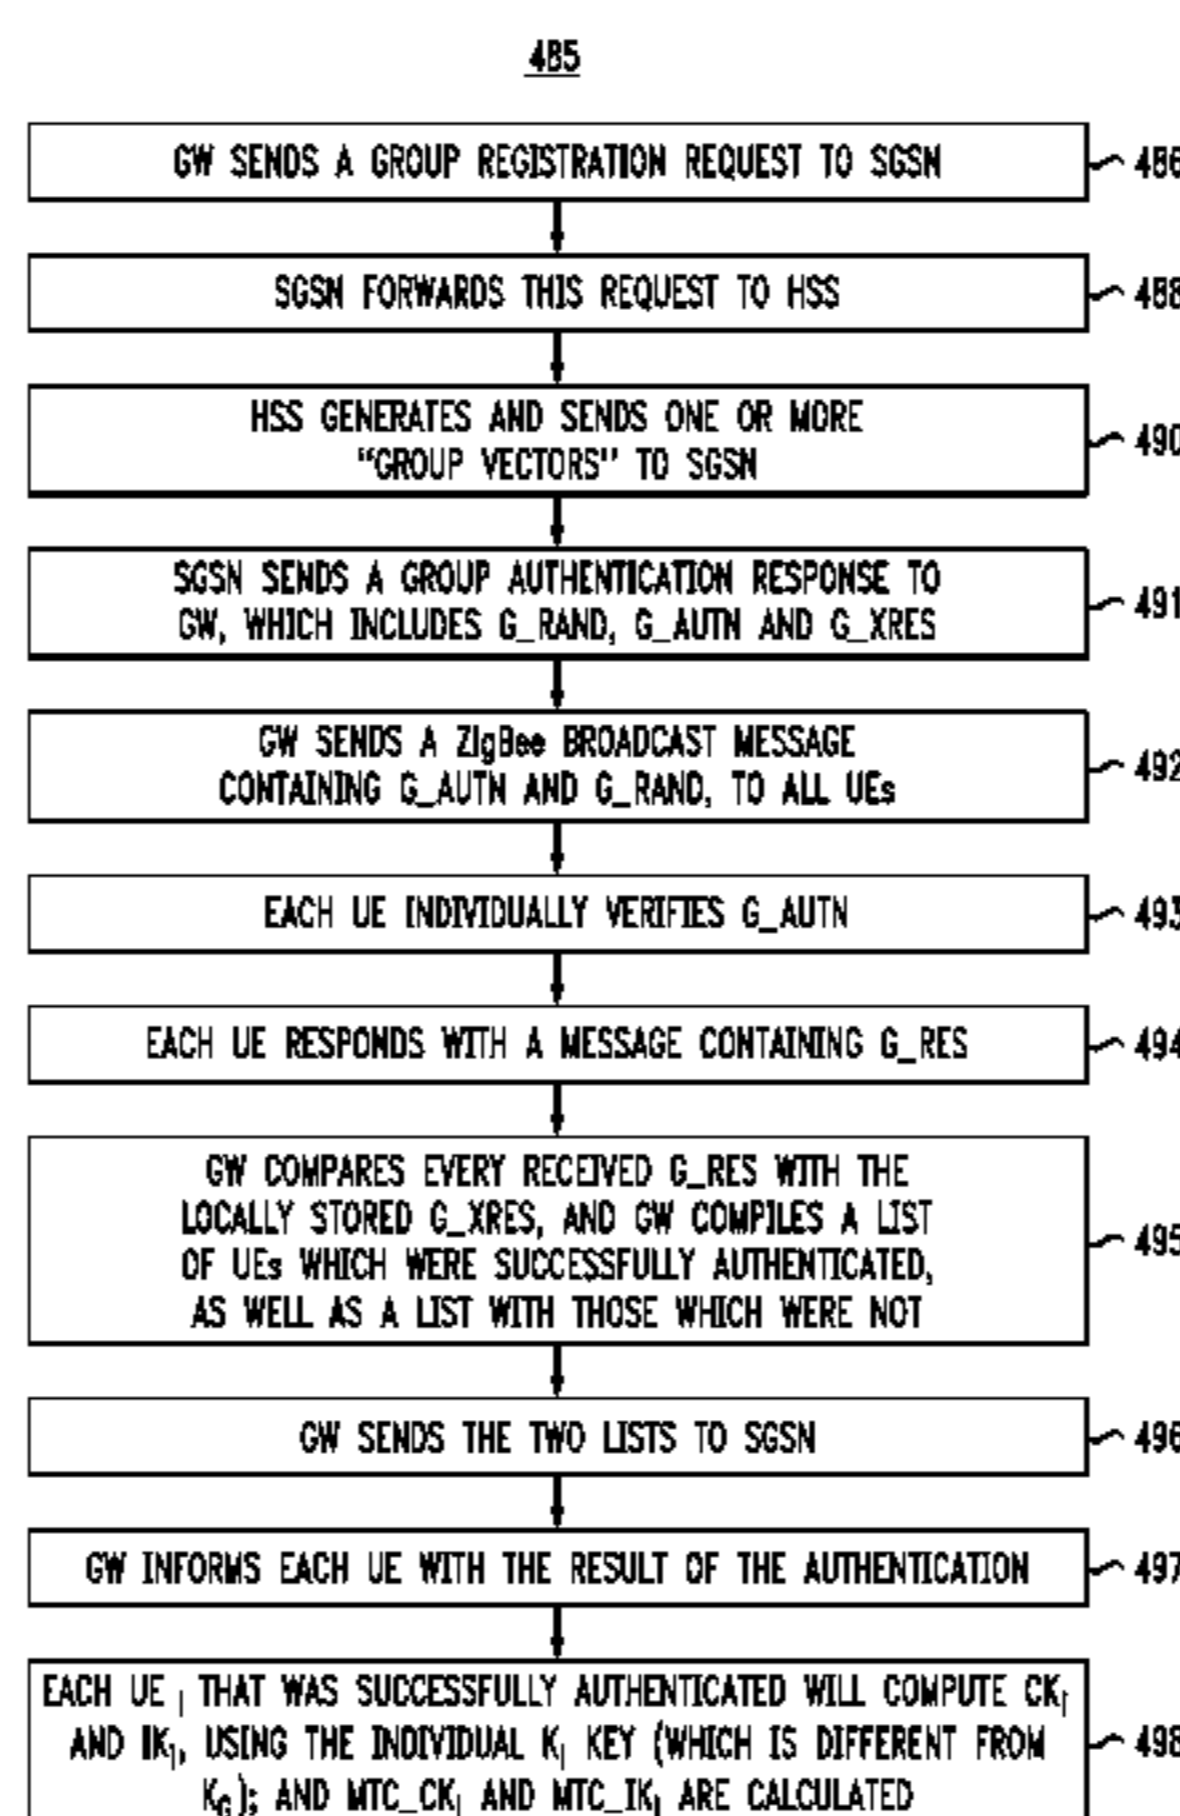 485
GW SENDS A GROUP REGISTRATION REQUEST TO SGSN
486
SGSN FORWARDS THIS REQUEST TO HSS
488
HSS GENERATES AND SENDS ONE OR MORE
“GROUP VECTORS” TO SGSN
490
SGSN SENDS A GROUP AUTHENTICATION RESPONSE TO
GW, WHICH INCLUDES G_RAND, G_AUTN AND G_XRES
491
GW SENDS A ZigBee BROADCAST MESSAGE
CONTAINING G_AUTN AND G_RAND, TO ALL UEs
492
EACH UE INDIVIDUALLY VERIFIES G_AUTN
493
EACH UE RESPONDS WITH A MESSAGE CONTAINING G_RES
494
GW COMPARES EVERY RECEIVED G_RES WITH THE
LOCALLY STORED G_XRES, AND GW COMPILES A LIST
OF UEs WHICH WERE SUCCESSFULLY AUTHENTICATED,
AS WELL AS A LIST WITH THOSE WHICH WERE NOT
495
GW SENDS THE TWO LISTS TO SGSN
496
GW INFORMS EACH UE WITH THE RESULT OF THE AUTHENTICATION
497
EACH UE i THAT WAS SUCCESSFULLY AUTHENTICATED WILL COMPUTE CKi
AND IKi, USING THE INDIVIDUAL Ki KEY (WHICH IS DIFFERENT FROM
KG); AND MTC_CKi AND MTC_IKi ARE CALCULATED
498